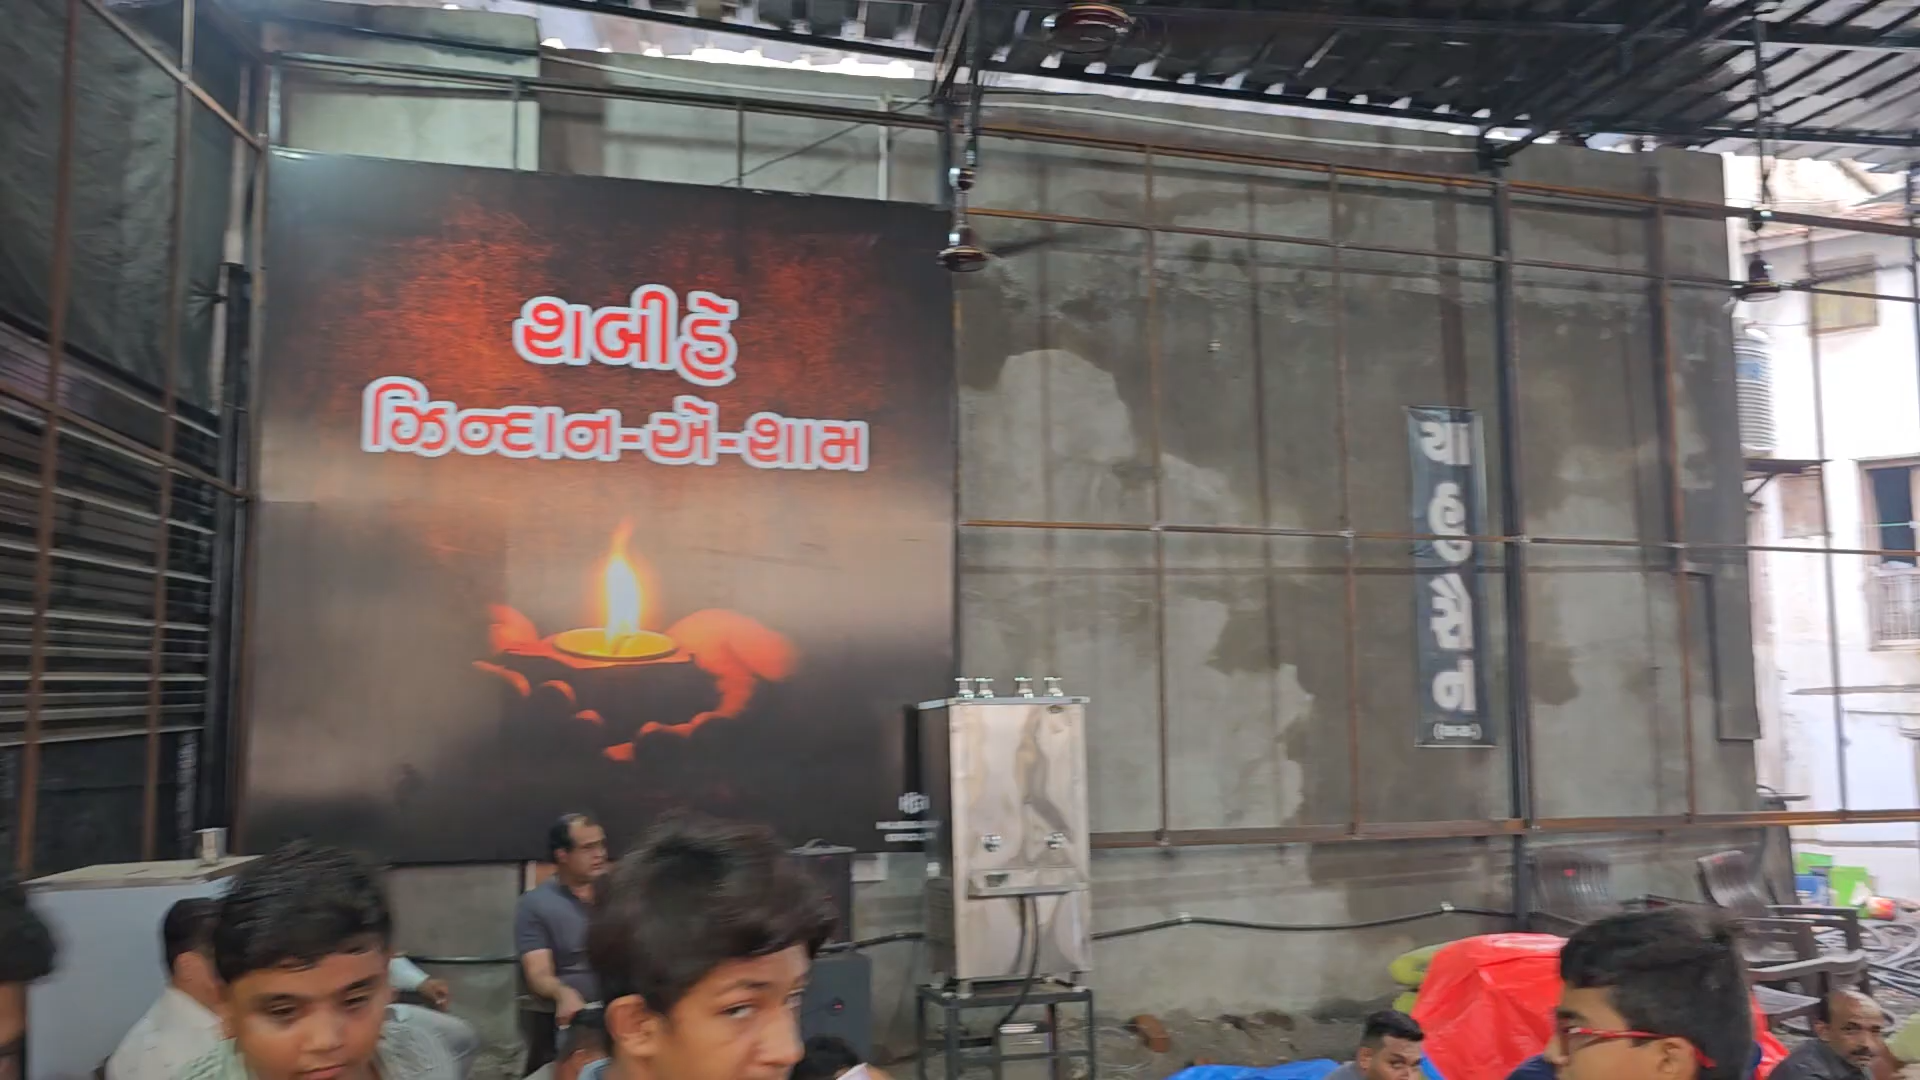 શબીહેં
ઝિન્દાન-એં-શામ
યા
હ
સૈ
ન
(અ.સ.)